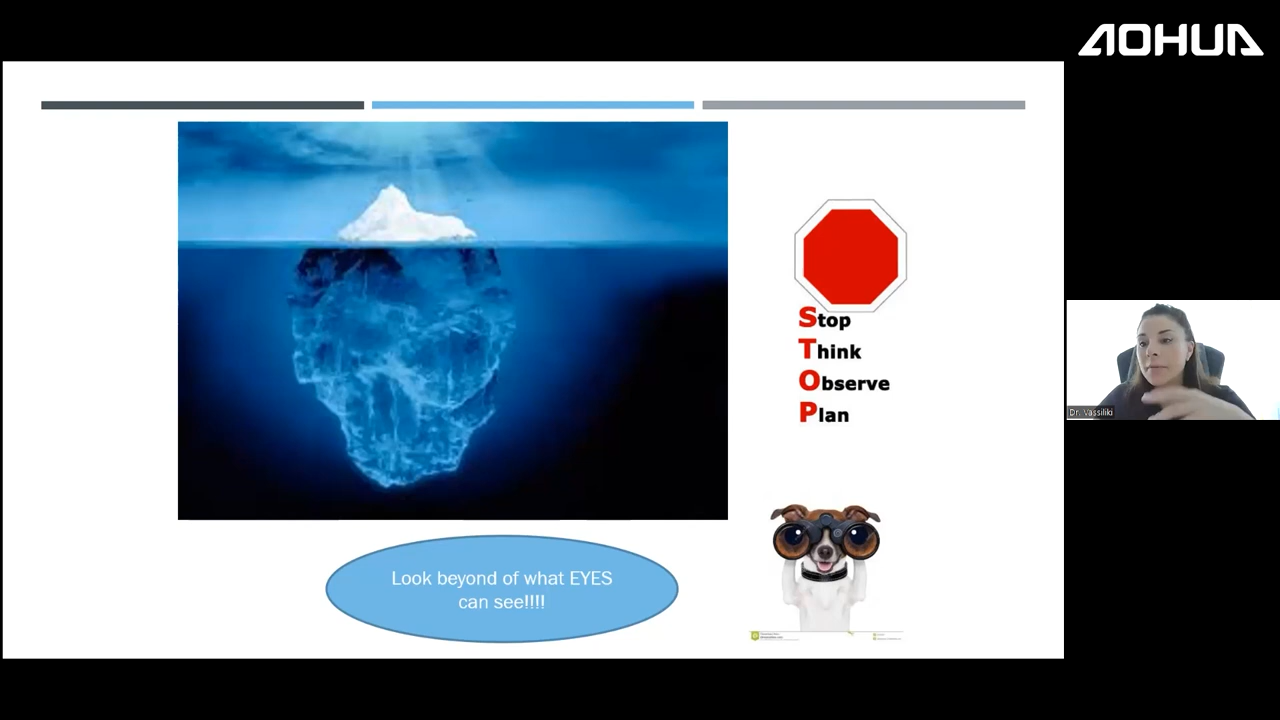 AOHUA
Stop
Think
Observe
Plan
Look beyond of what EYES
can see!!!!
Dr. Vassiliki